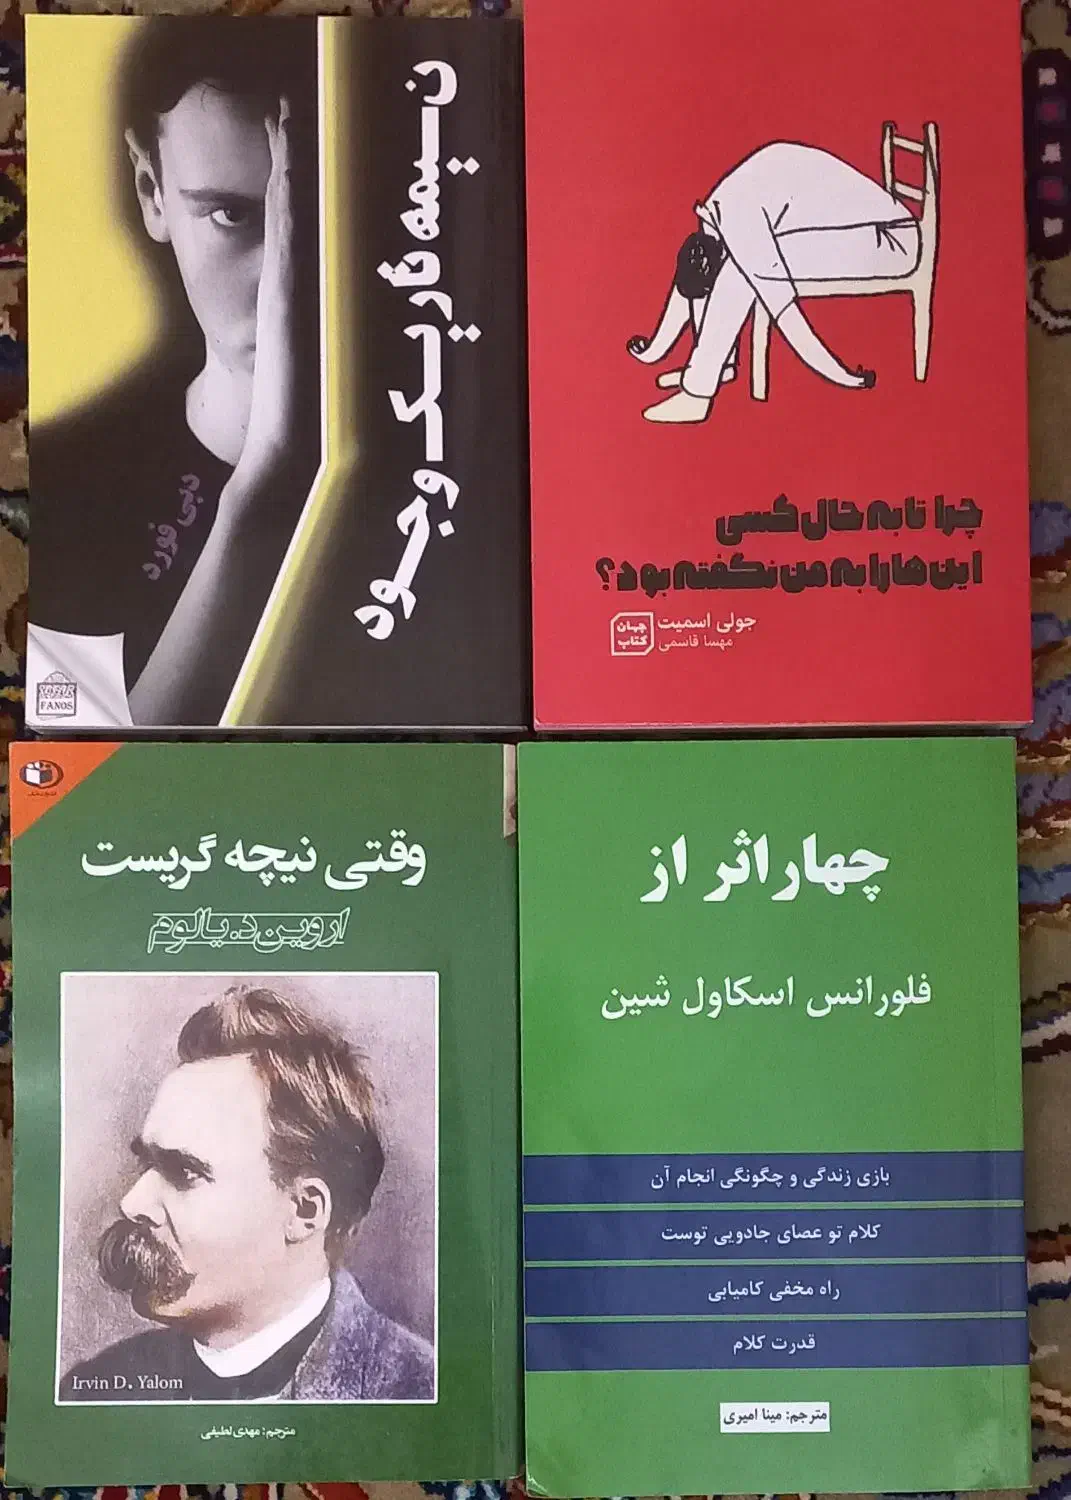 نیمه تاریک وجود
دبی فورد
FANOS
چرا تا به حال کسی
این ها را به من نگفته بود؟
جولی اسمیت
مهسا قاسمی
جهان
کتاب
وقتی نیچه گریست
اروین د. یالوم
Irvin D. Yalom
مترجم: مهدی لطیفی
چهار اثر از
فلورانس اسکاول شین
بازی زندگی و چگونگی انجام آن
کلام تو عصای جادویی توست
راه مخفی کامیابی
قدرت کلام
مترجم: مینا امیری